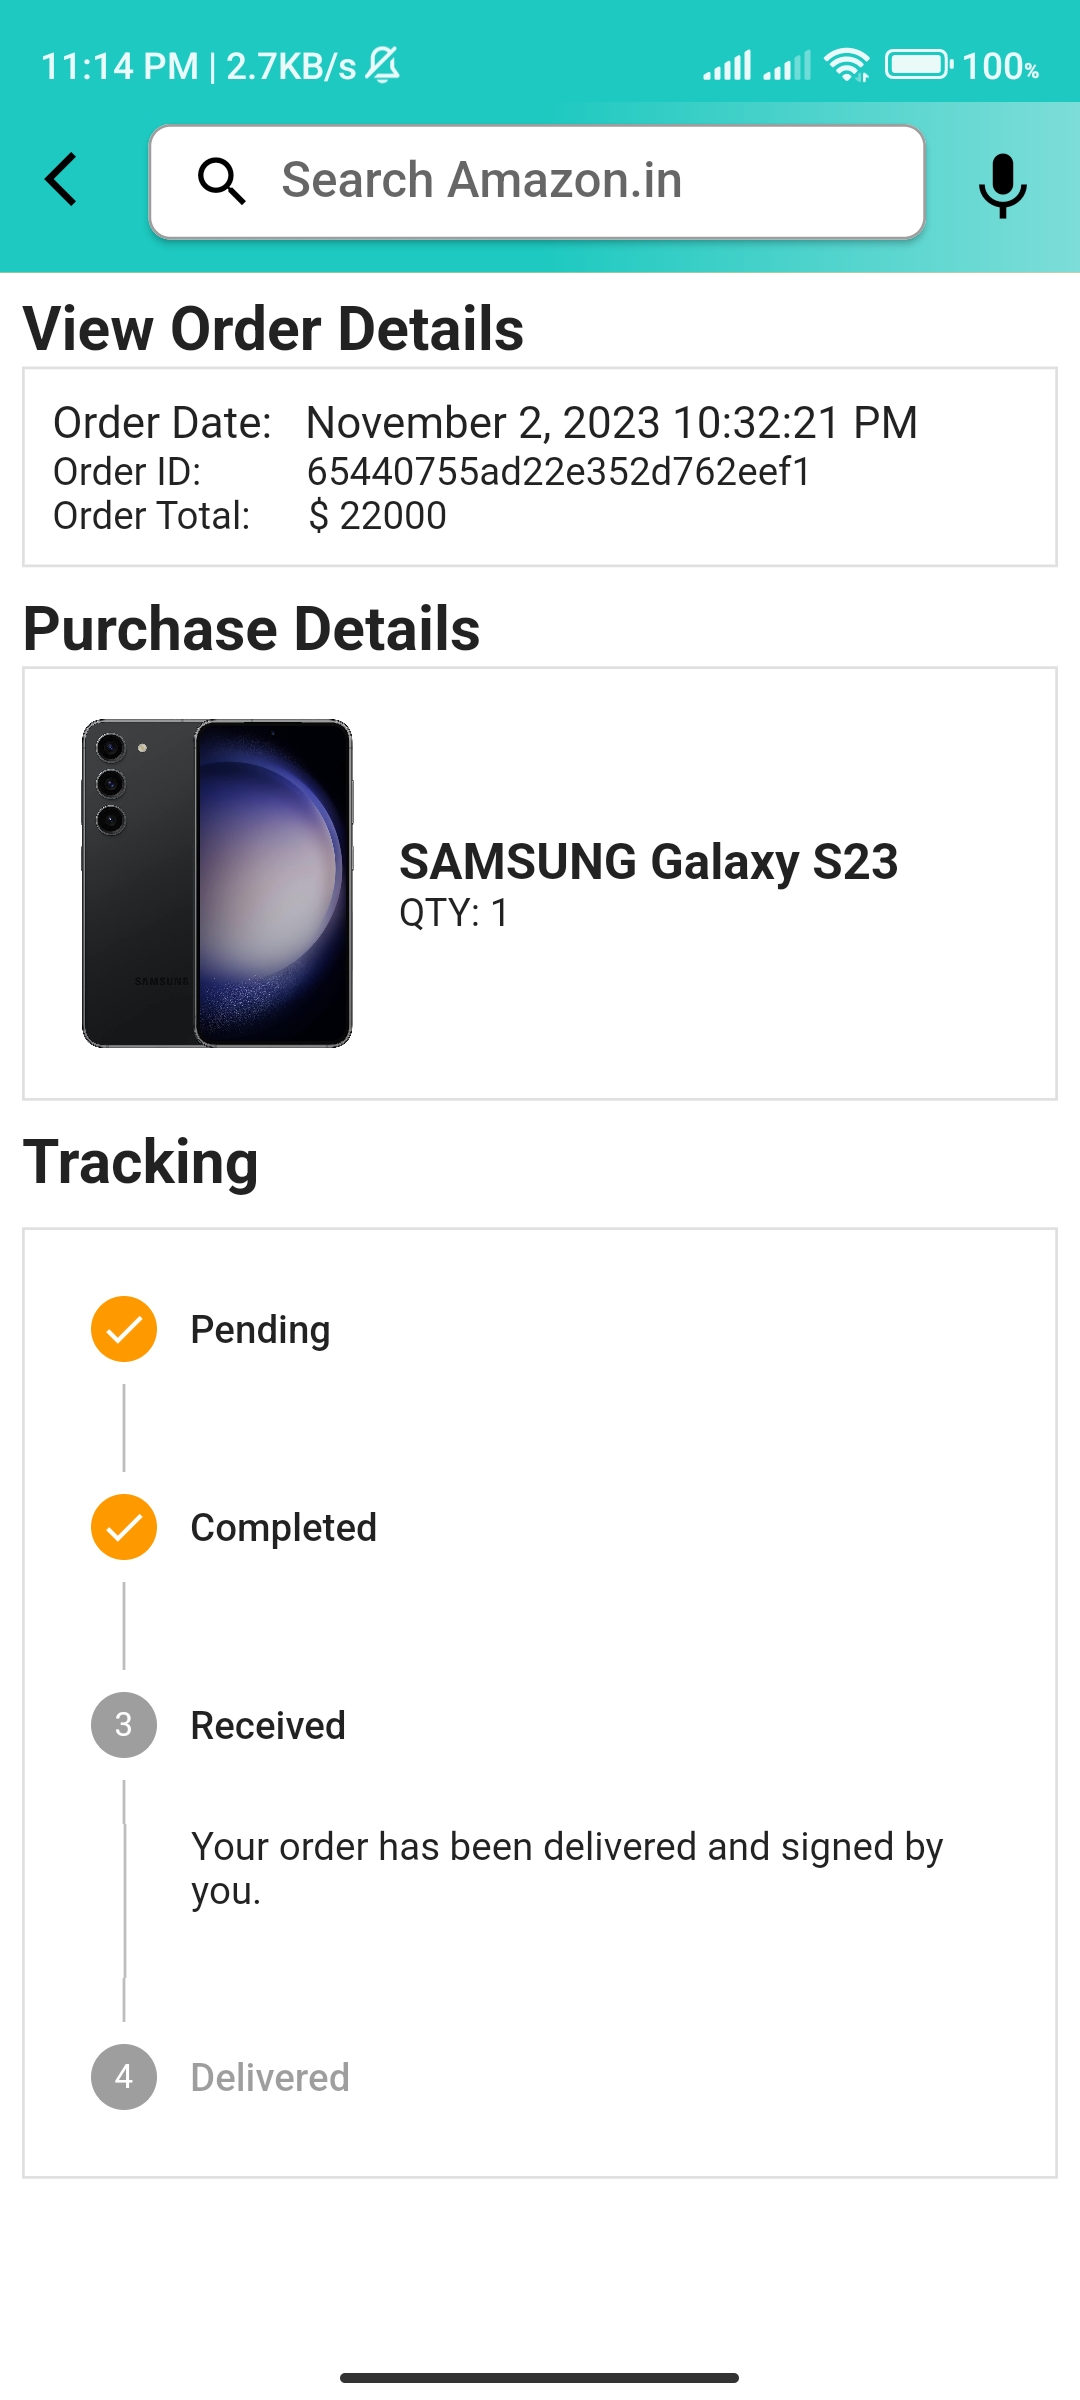 11:14 PM | 2.7KB/s 100%
Search Amazon.in
View Order Details
Order Date: November 2, 2023 10:32:21 PM
Order ID: 65440755ad22e352d762eef1
Order Total: $ 22000
Purchase Details
SAMSUNG
SAMSUNG Galaxy S23
QTY: 1
Tracking
Pending
Completed
3 Received
Your order has been delivered and signed by
you.
4 Delivered